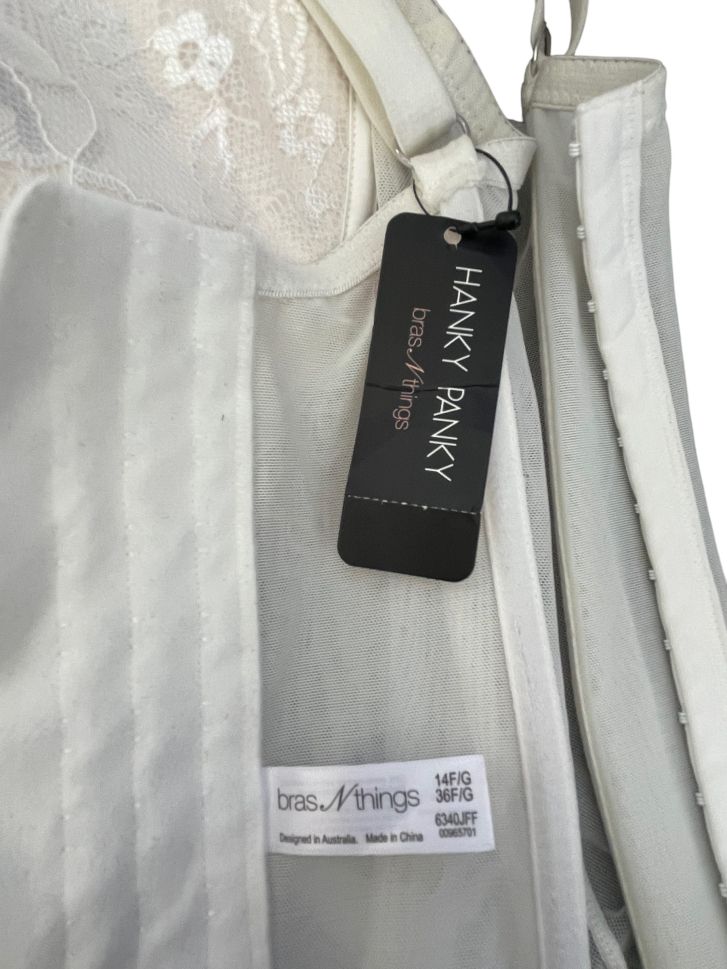 HANKY PANKY
bras N things
bras N things
14F/G
36F/G
6340JFF
00965701
Designed in Australia. Made in China